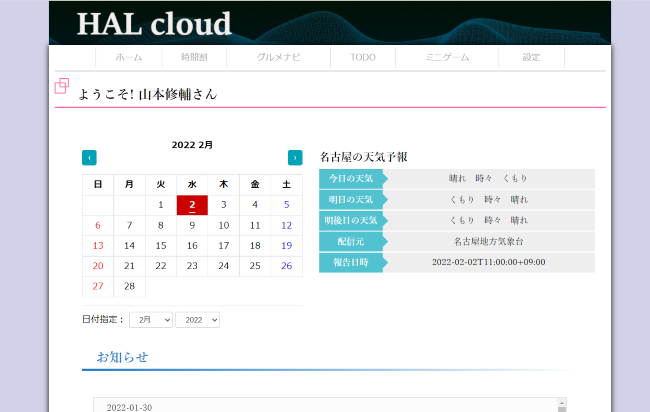 HAL cloud
ホーム 時間割 グルメナビ TODO ミニゲーム 設定
ようこそ! 山本修輔さん
2022 2月
‹ ›
日 月 火 水 木 金 土
1 2 3 4 5
6 7 8 9 10 11 12
13 14 15 16 17 18 19
20 21 22 23 24 25 26
27 28
日付指定： 2月 2022
名古屋の天気予報
今日の天気 晴れ 時々 くもり
明日の天気 くもり 時々 晴れ
明後日の天気 くもり 時々 晴れ
配信元 名古屋地方気象台
報告日時 2022-02-02T11:00:00+09:00
お知らせ
2022-01-30